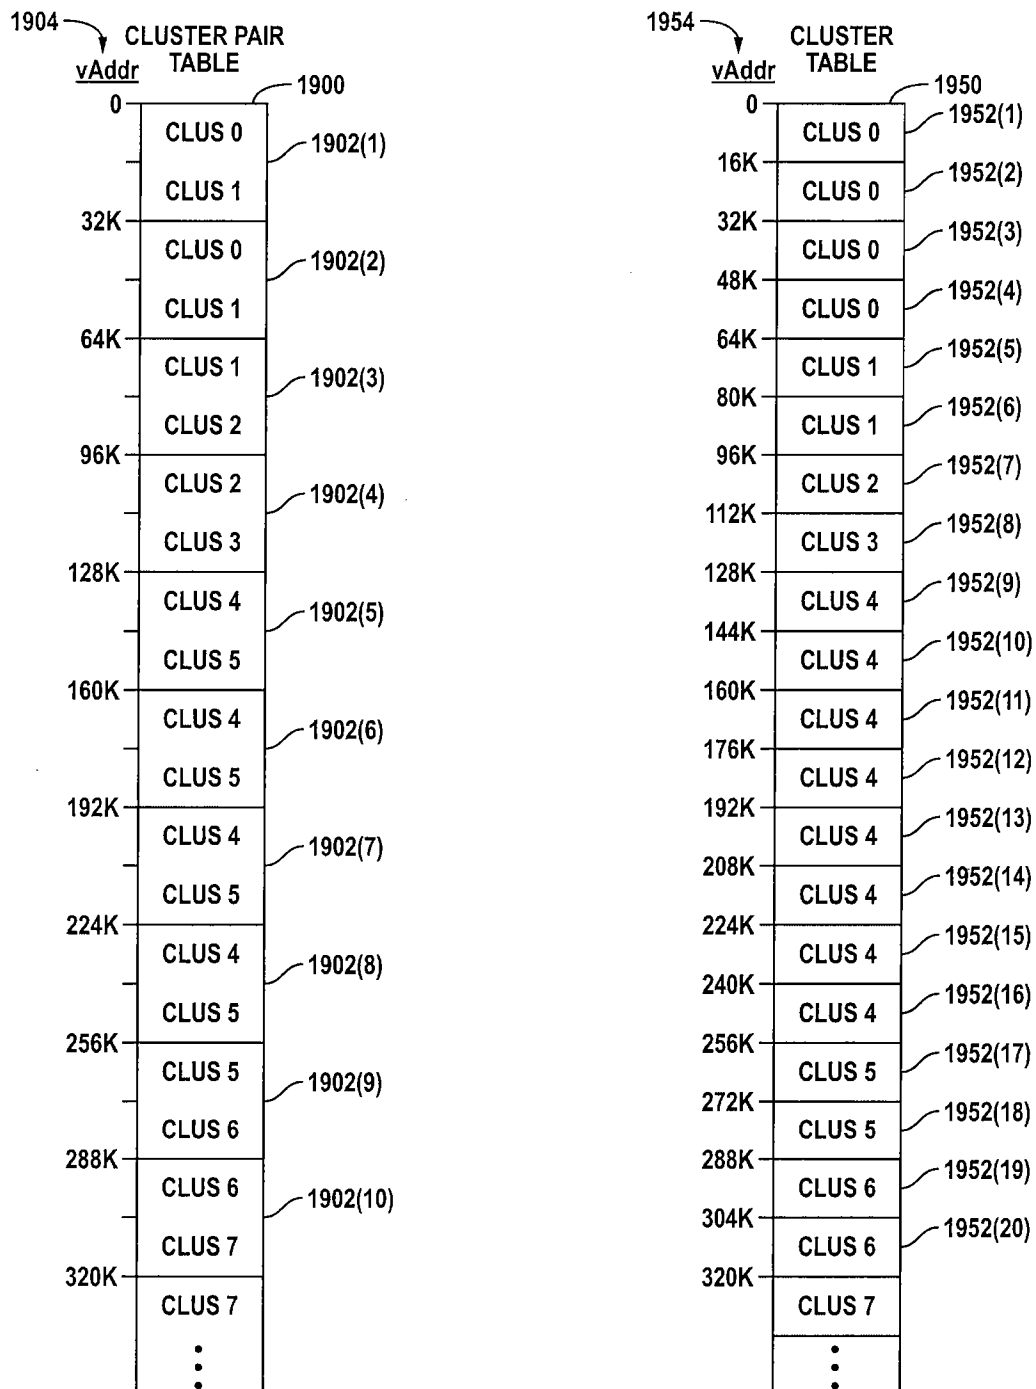 1904
CLUSTER PAIR
TABLE
vAddr
1900
0
CLUS 0
1902(1)
CLUS 1
32K
CLUS 0
1902(2)
CLUS 1
64K
CLUS 1
1902(3)
CLUS 2
96K
CLUS 2
1902(4)
CLUS 3
128K
CLUS 4
1902(5)
CLUS 5
160K
CLUS 4
1902(6)
CLUS 5
192K
CLUS 4
1902(7)
CLUS 5
224K
CLUS 4
1902(8)
CLUS 5
256K
CLUS 5
1902(9)
CLUS 6
288K
CLUS 6
1902(10)
CLUS 7
320K
CLUS 7
1954
CLUSTER
TABLE
vAddr
1950
0
CLUS 0
1952(1)
16K
CLUS 0
1952(2)
32K
CLUS 0
1952(3)
48K
CLUS 0
1952(4)
64K
CLUS 1
1952(5)
80K
CLUS 1
1952(6)
96K
CLUS 2
1952(7)
112K
CLUS 3
1952(8)
128K
CLUS 4
1952(9)
144K
CLUS 4
1952(10)
160K
CLUS 4
1952(11)
176K
CLUS 4
1952(12)
192K
CLUS 4
1952(13)
208K
CLUS 4
1952(14)
224K
CLUS 4
1952(15)
240K
CLUS 4
1952(16)
256K
CLUS 5
1952(17)
272K
CLUS 5
1952(18)
288K
CLUS 6
1952(19)
304K
CLUS 6
1952(20)
320K
CLUS 7